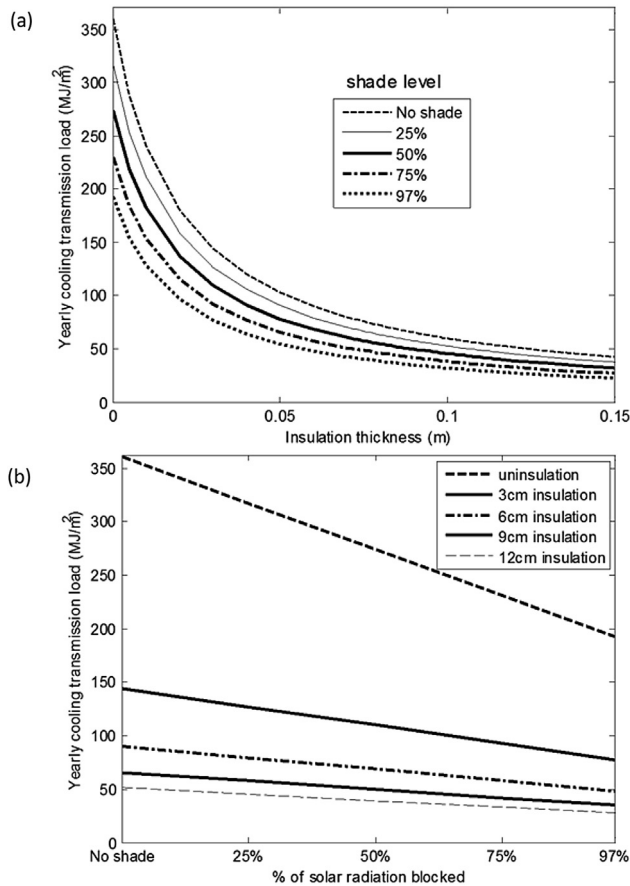 (a)
350
300
250
200
150
100
50
0
Yearly cooling transmission load (MJ/m²)
shade level
No shade
25%
50%
75%
97%
0
0.05
0.1
0.15
Insulation thickness (m)
(b)
350
300
250
200
150
100
50
0
Yearly cooling transmission load (MJ/m²)
uninsulation
3cm insulation
6cm insulation
9cm insulation
12cm insulation
No shade
25%
50%
75%
97%
% of solar radiation blocked